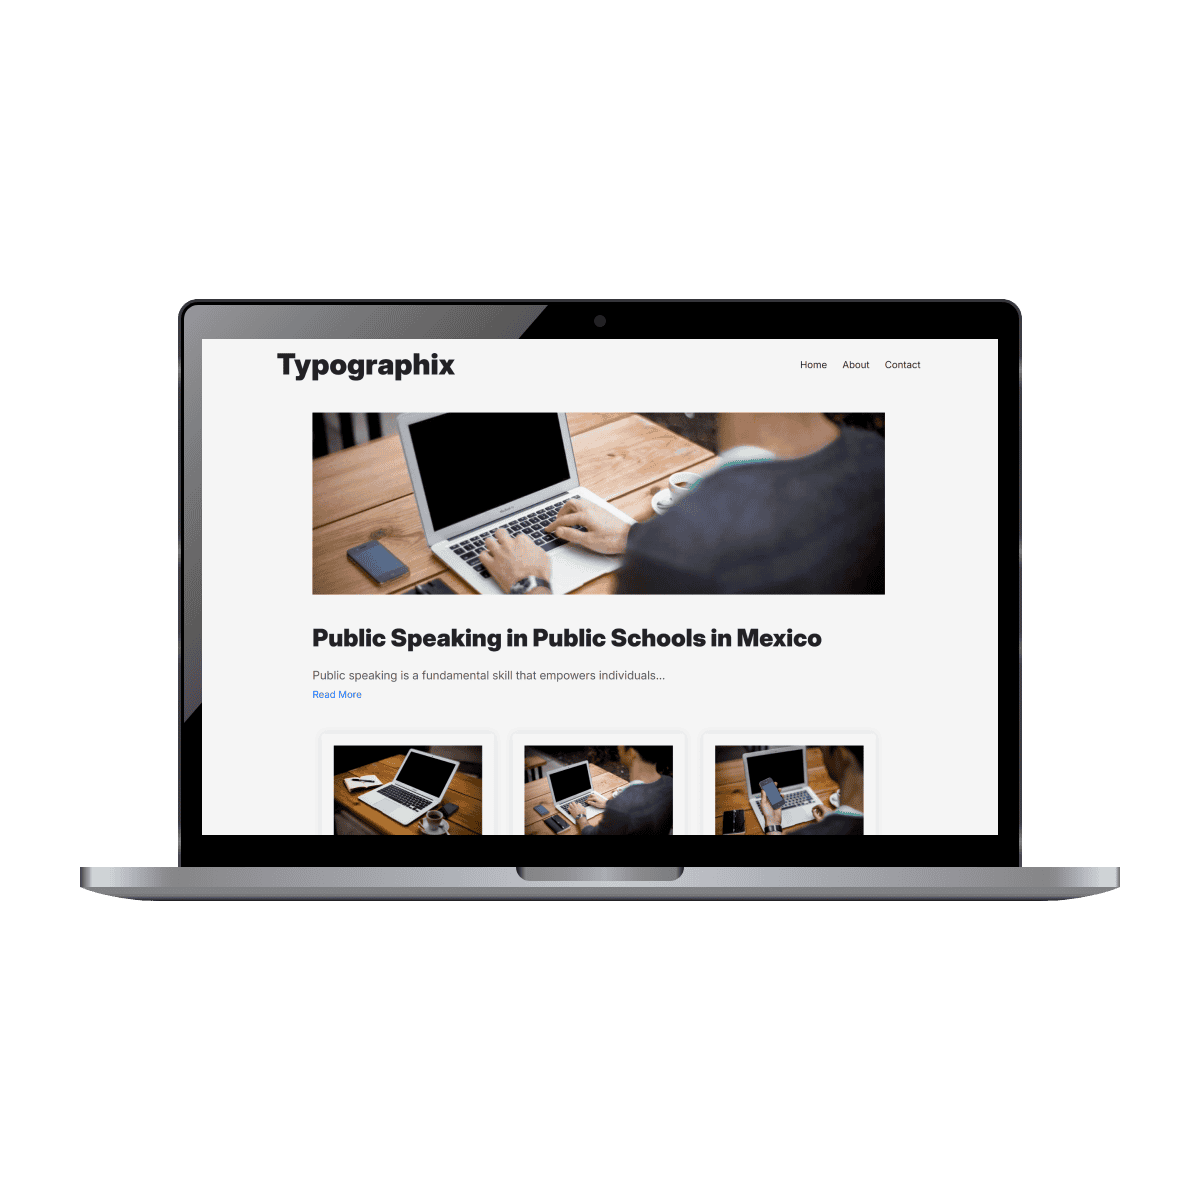 Typographix
Home About Contact
Public Speaking in Public Schools in Mexico
Public speaking is a fundamental skill that empowers individuals...
Read More